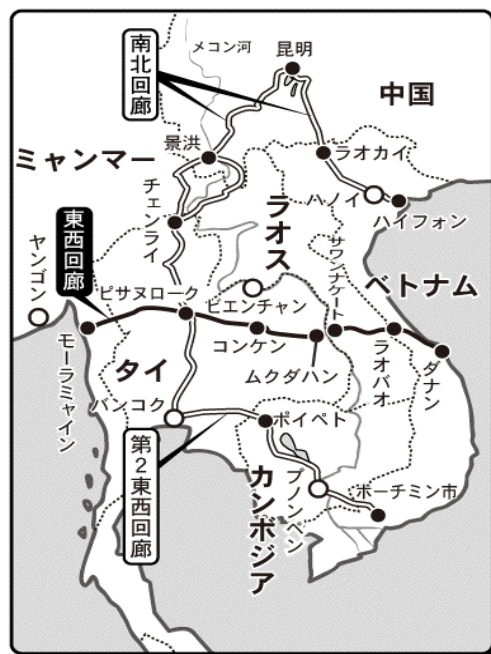 南北回廊
メコン河
昆明
中国
景洪
ラオカイ
ミャンマー
ハノイ
ハイフォン
チェンライ
ラオス
東西回廊
ヤンゴン
サワンナケート
ベトナム
ピサヌローク
ビエンチャン
コンケン
モーラミャイン
ムクダハン
ラオバオ
ダナン
タイ
バンコク
ポイペト
第2東西回廊
カンボジア
プノンペン
ホーチミン市